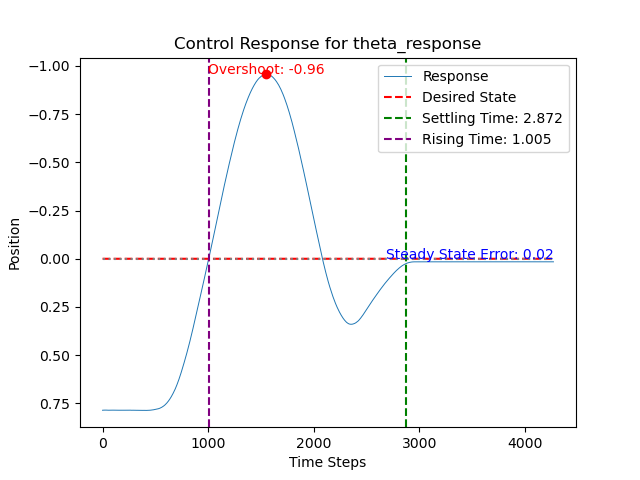 Control Response for theta_response
Overshoot: -0.96
Response
Desired State
Settling Time: 2.872
Rising Time: 1.005
Steady State Error: 0.02
Position
−1.00
−0.75
−0.50
−0.25
0.00
0.25
0.50
0.75
0 1000 2000 3000 4000
Time Steps